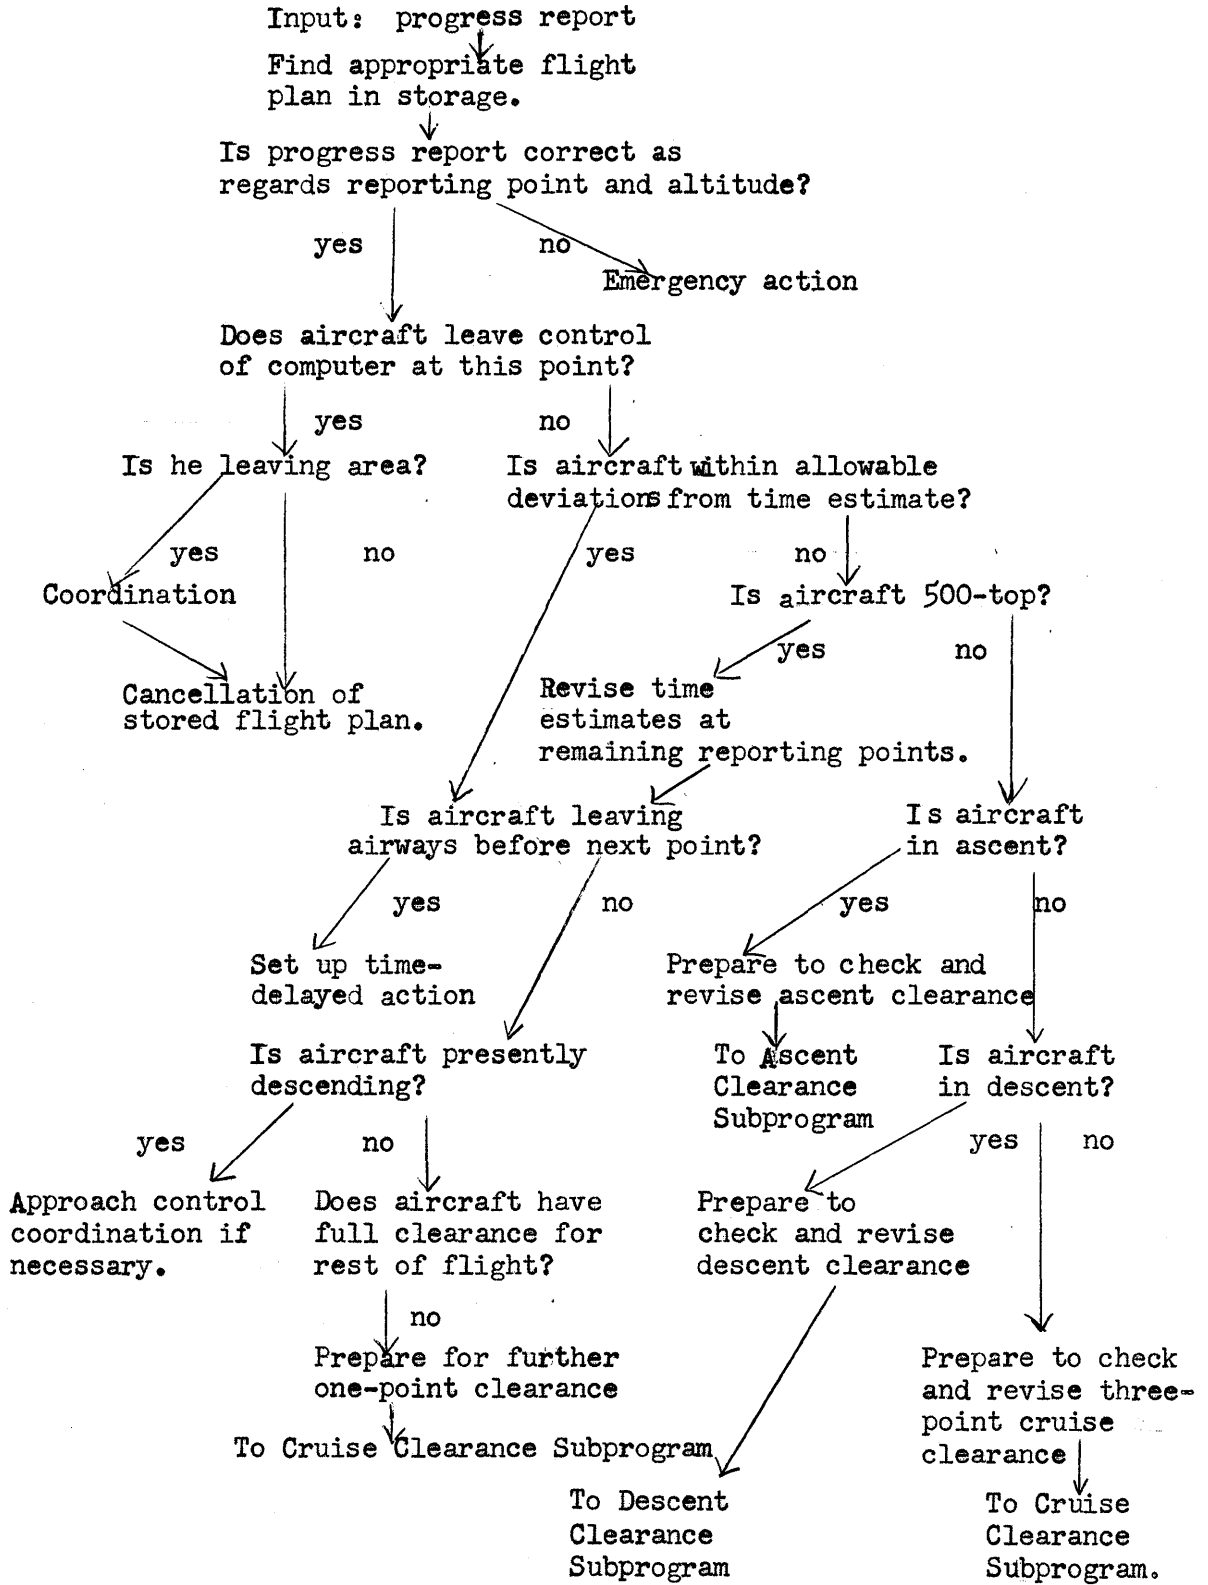 Input: progress report
Find appropriate flight
plan in storage.
Is progress report correct as
regards reporting point and altitude?
yes
no
Emergency action
Does aircraft leave control
of computer at this point?
yes
no
Is he leaving area?
Is aircraft within allowable
deviations from time estimate?
yes
no
yes
no
Coordination
Is aircraft 500-top?
yes
no
Cancellation of
stored flight plan.
Revise time
estimates at
remaining reporting points.
Is aircraft leaving
airways before next point?
Is aircraft
in ascent?
yes
no
yes
no
Set up time-
delayed action
Prepare to check and
revise ascent clearance
Is aircraft presently
descending?
To Ascent
Clearance
Subprogram
Is aircraft
in descent?
yes
no
yes
no
Approach control
coordination if
necessary.
Does aircraft have
full clearance for
rest of flight?
Prepare to
check and revise
descent clearance
no
Prepare for further
one-point clearance
Prepare to check
and revise three-
point cruise
clearance
To Cruise Clearance Subprogram
To Descent
Clearance
Subprogram
To Cruise
Clearance
Subprogram.